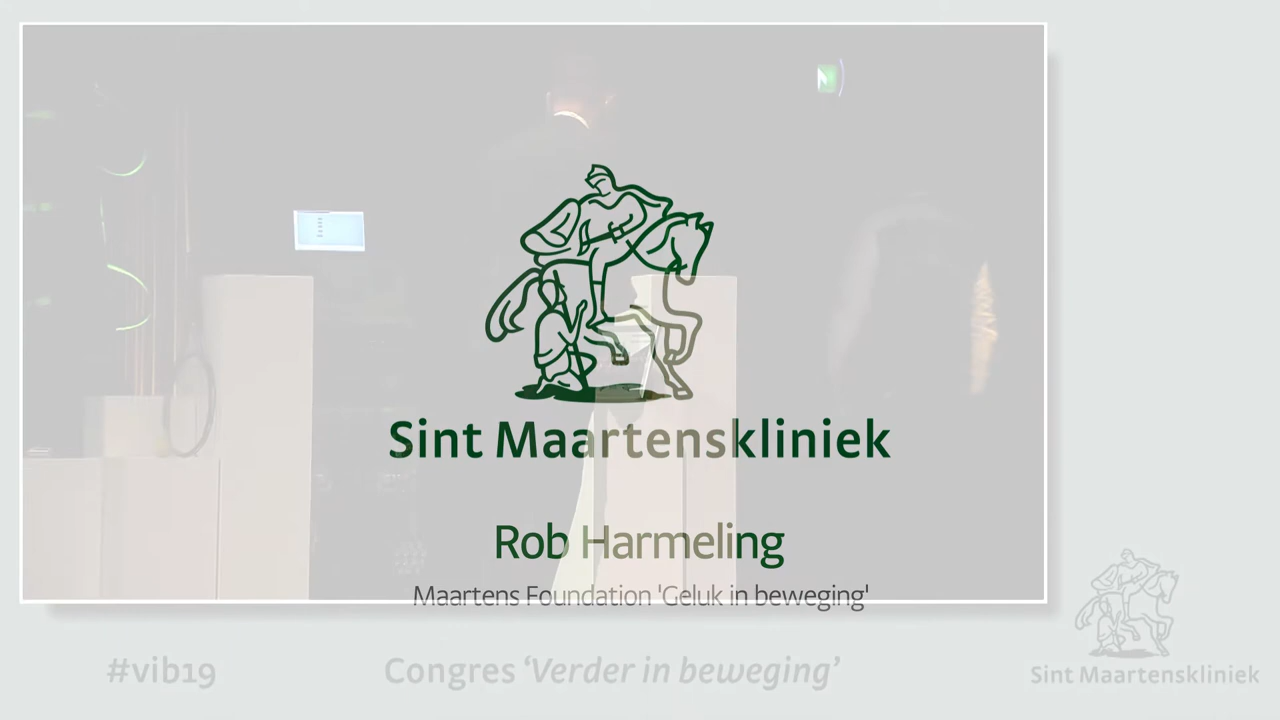 Sint Maartenskliniek
Rob Harmeling
Maartens Foundation 'Geluk in beweging'
#vib19
Congres ‘Verder in beweging’
Sint Maartenskliniek